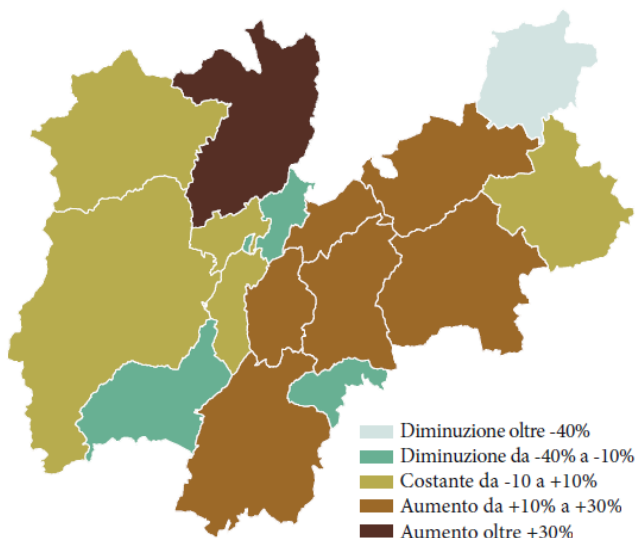 Diminuzione oltre -40%
Diminuzione da -40% a -10%
Costante da -10 a +10%
Aumento da +10% a +30%
Aumento oltre +30%